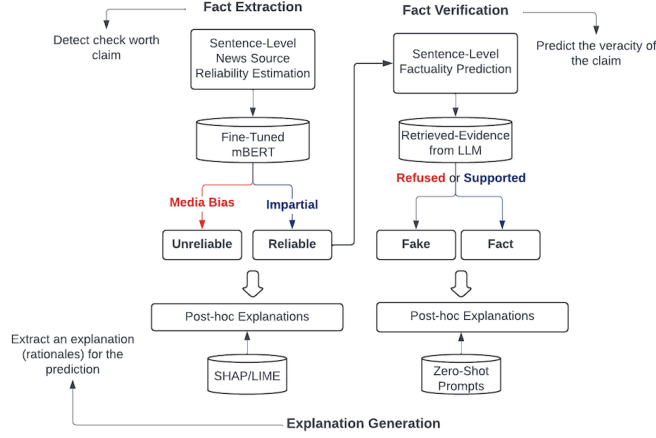 Fact Extraction
Detect check worth
claim
Sentence-Level
News Source
Reliability Estimation
Fine-Tuned
mBERT
Media Bias
Impartial
Unreliable
Reliable
Post-hoc Explanations
SHAP/LIME
Fact Verification
Predict the veracity of
the claim
Sentence-Level
Factuality Prediction
Retrieved-Evidence
from LLM
Refused or Supported
Fake
Fact
Post-hoc Explanations
Zero-Shot
Prompts
Extract an explanation
(rationales) for the
prediction
Explanation Generation